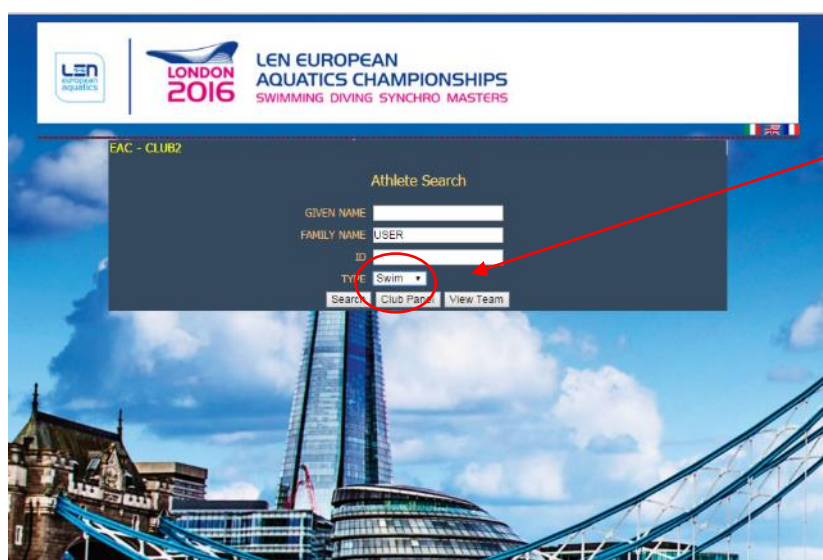 LEN
european
aquatics
LONDON
2016
LEN EUROPEAN
AQUATICS CHAMPIONSHIPS
SWIMMING DIVING SYNCHRO MASTERS
EAC - CLUB2
Athlete Search
GIVEN NAME
FAMILY NAME USER
ID
TYPE Swim
Search Club Panel View Team